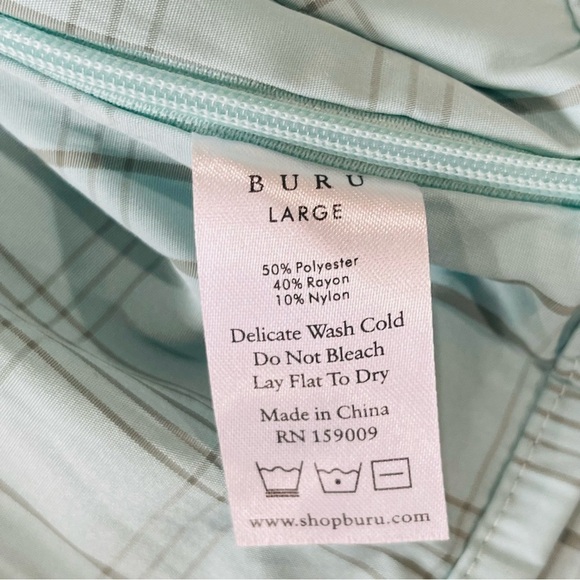 BURU
LARGE
50% Polyester
40% Rayon
10% Nylon
Delicate Wash Cold
Do Not Bleach
Lay Flat To Dry
Made in China
RN 159009
www.shopburu.com